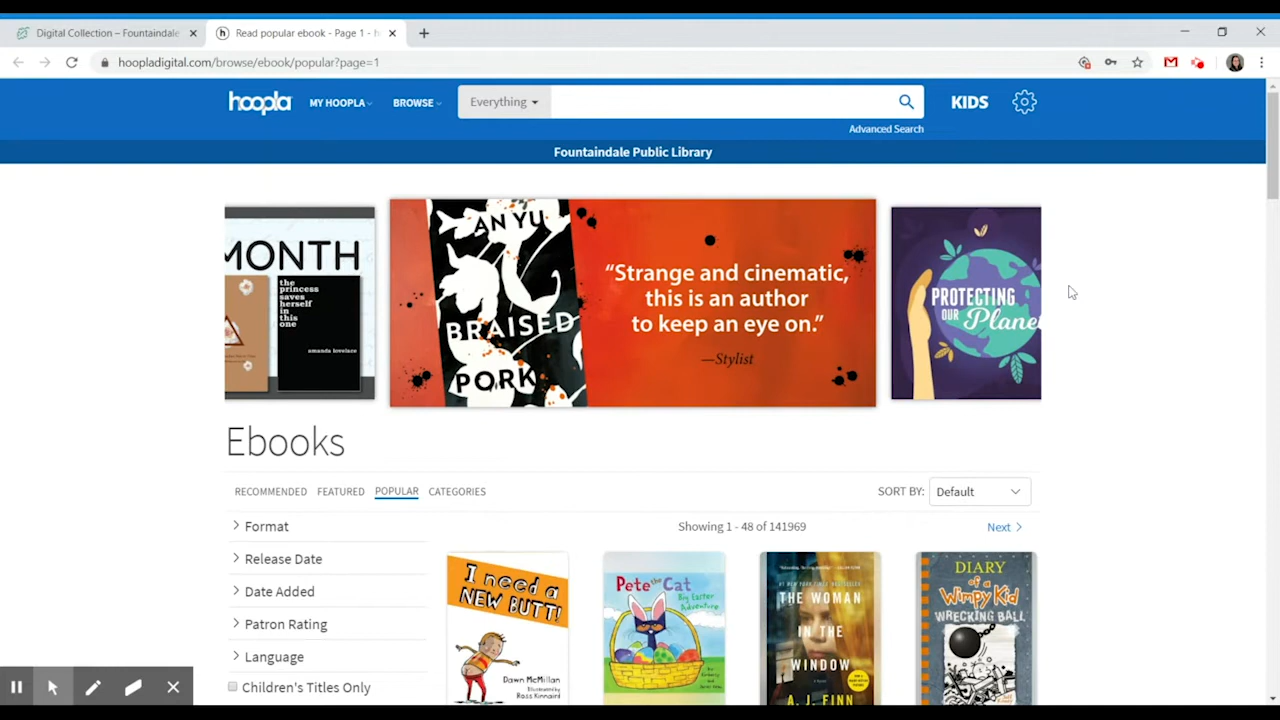 Digital Collection – Fountaindale
Read popular ebook - Page 1 - h
hoopladigital.com/browse/ebook/popular?page=1
hoopla
MY HOOPLA
BROWSE
Everything
KIDS
Advanced Search
Fountaindale Public Library
MONTH
the
princess
saves
herself
in this
one
amanda lovelace
AN YU
BRAISED
PORK
“Strange and cinematic,
this is an author
to keep an eye on.”
—Stylist
PROTECTING
OUR Planet
Ebooks
RECOMMENDED
FEATURED
POPULAR
CATEGORIES
SORT BY:
Default
Format
Showing 1 - 48 of 141969
Next
Release Date
Date Added
Patron Rating
Language
Children's Titles Only
I need a
NEW BUTT!
Dawn McMillan
Illustrated by
Ross Kinnaird
Pete the Cat
Big Easter
Adventure
THE WOMAN
IN THE
WINDOW
A. J. FINN
DIARY
of a
Wimpy Kid
WRECKING BALL